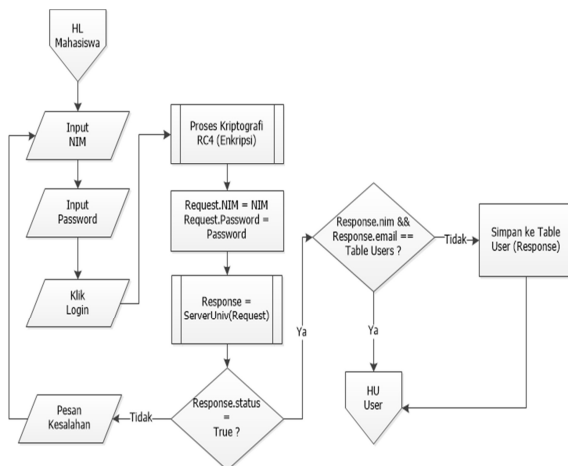 HL
Mahasiswa
Input
NIM
Input
Password
Klik
Login
Proses Kriptografi
RC4 (Enkripsi)
Request.NIM = NIM
Request.Password =
Password
Response =
ServerUniv(Request)
Response.status
=
True ?
Tidak
Pesan
Kesalahan
Ya
Response.nim &&
Response.email ==
Table Users ?
Tidak
Simpan ke Table
User (Response)
Ya
HU
User